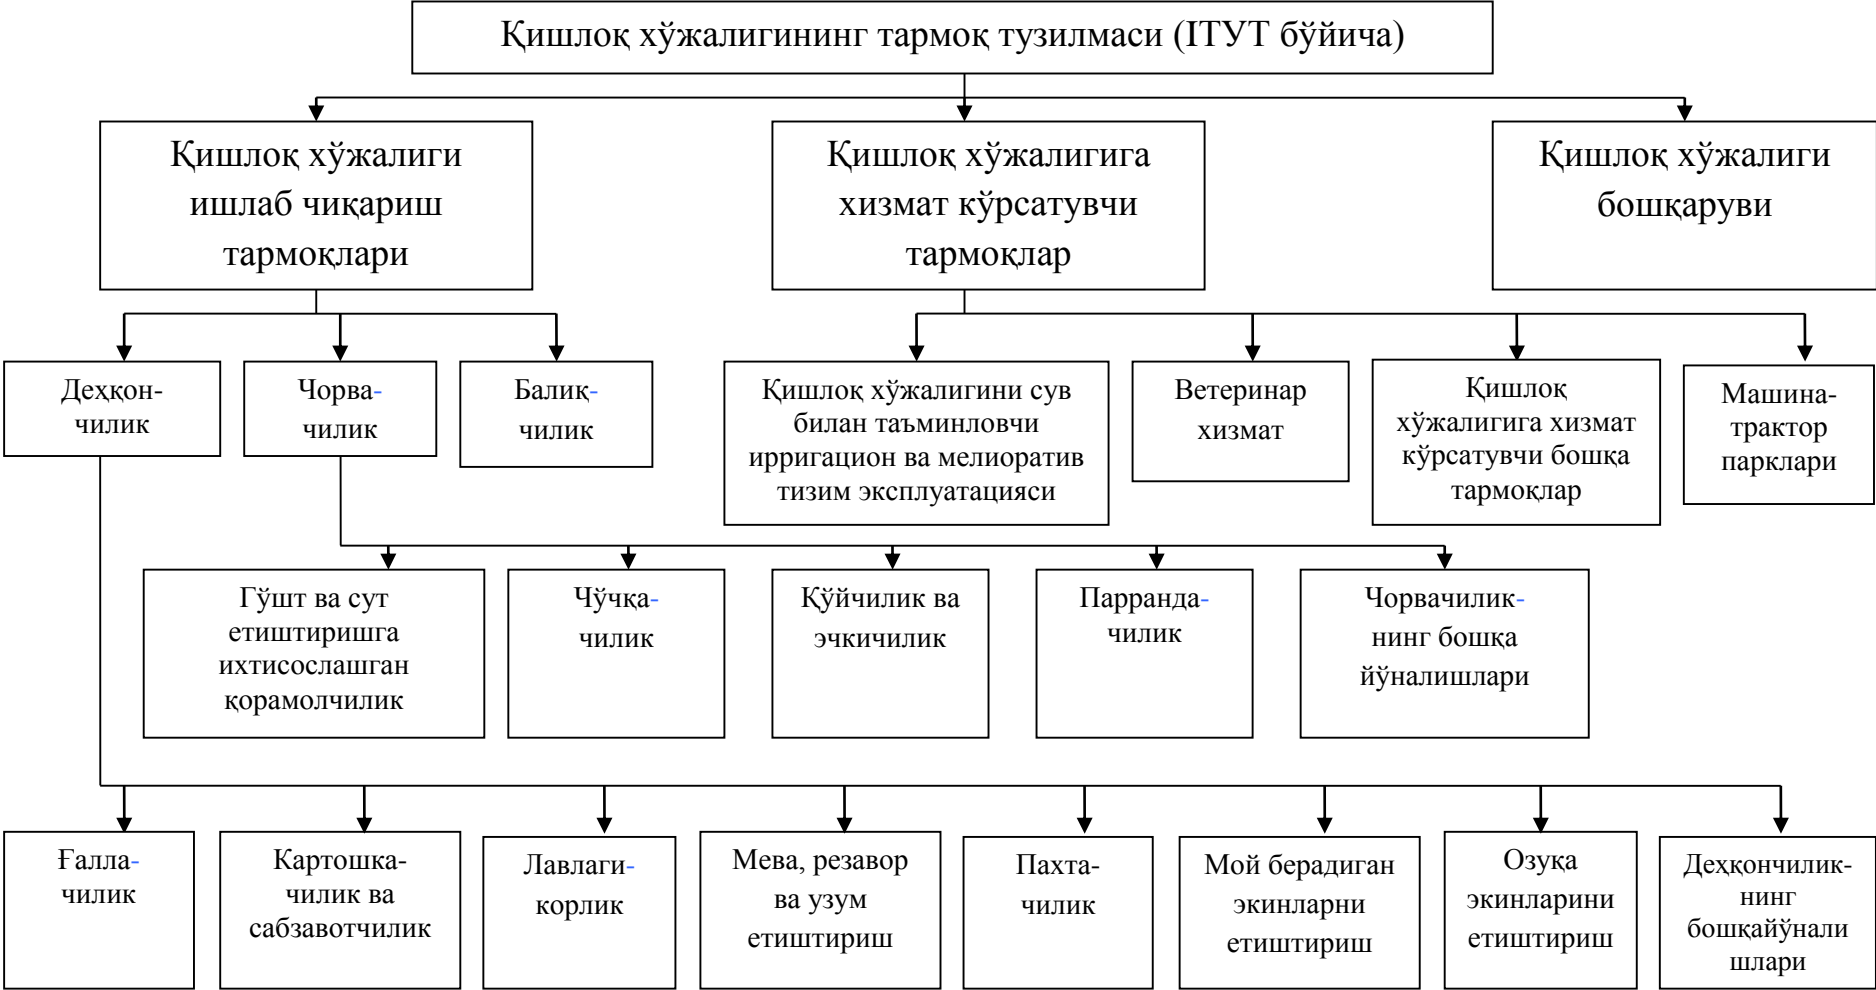 Қишлоқ хўжалигининг тармоқ тузилмаси (ІТУТ бўйича)
Қишлоқ хўжалиги
ишлаб чиқариш
тармоқлари
Қишлоқ хўжалигига
хизмат кўрсатувчи
тармоқлар
Қишлоқ хўжалиги
бошқаруви
Деҳқон-
чилик
Чорва-
чилик
Балиқ-
чилик
Қишлоқ хўжалигини сув
билан таъминловчи
ирригацион ва мелиоратив
тизим эксплуатацияси
Ветеринар
хизмат
Қишлоқ
хўжалигига хизмат
кўрсатувчи бошқа
тармоқлар
Машина-
трактор
парклари
Гўшт ва сут
етиштиришга
ихтисослашган
қорамолчилик
Чўчқа-
чилик
Қўйчилик ва
эчкичилик
Парранда-
чилик
Чорвачилик-
нинг бошқа
йўналишлари
Ғалла-
чилик
Картошка-
чилик ва
сабзавотчилик
Лавлаги-
корлик
Мева, резавор
ва узум
етиштириш
Пахта-
чилик
Мой берадиган
экинларни
етиштириш
Озуқа
экинларини
етиштириш
Деҳқончилик-
нинг
бошқайўнали
шлари